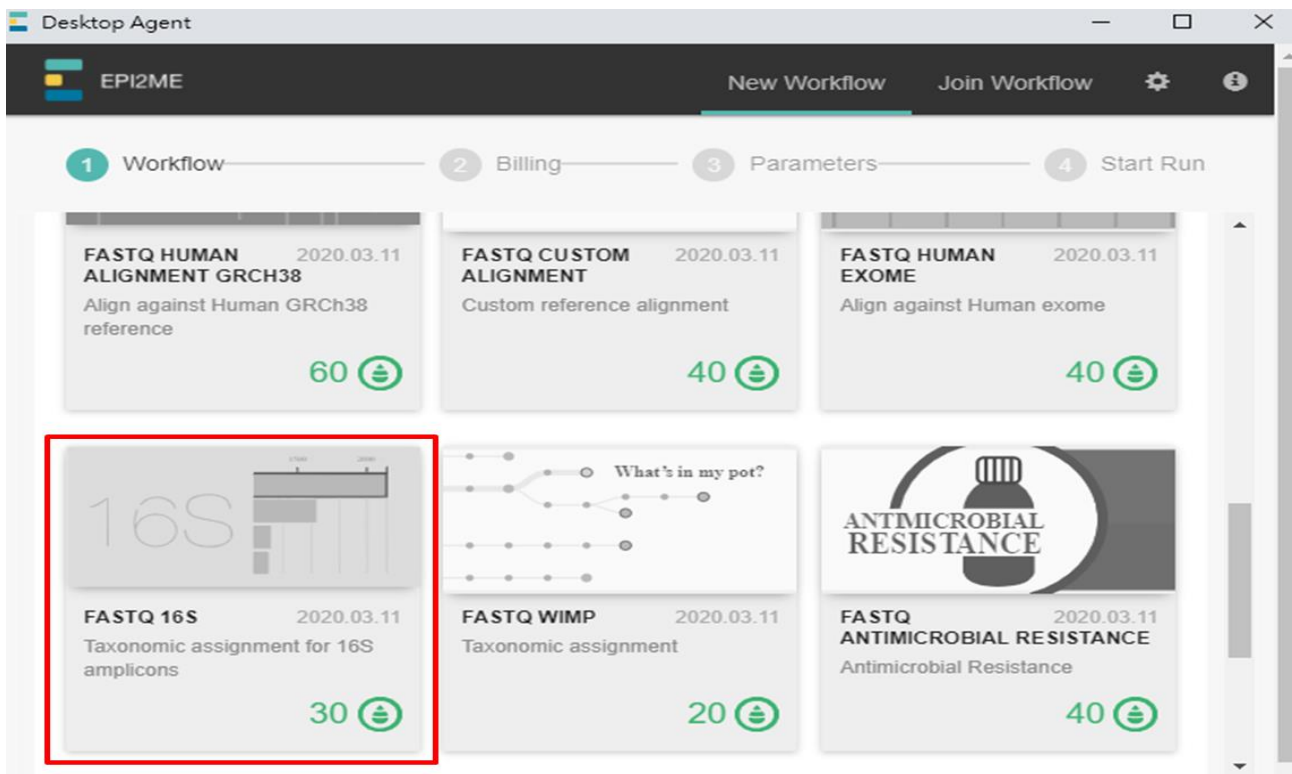 Desktop Agent
EPI2ME
New Workflow
Join Workflow
1 Workflow
2 Billing
3 Parameters
4 Start Run
FASTQ HUMAN ALIGNMENT GRCH38 2020.03.11
Align against Human GRCh38
reference
60
FASTQ CUSTOM ALIGNMENT 2020.03.11
Custom reference alignment
40
FASTQ HUMAN EXOME 2020.03.11
Align against Human exome
40
16S
FASTQ 16S 2020.03.11
Taxonomic assignment for 16S
amplicons
30
What's in my pot?
FASTQ WIMP 2020.03.11
Taxonomic assignment
20
ANTIMICROBIAL
RESISTANCE
FASTQ 2020.03.11
ANTIMICROBIAL RESISTANCE
Antimicrobial Resistance
40